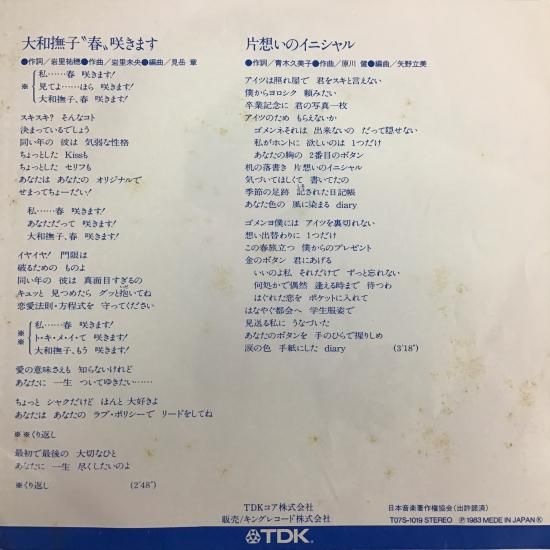 大和撫子〝春〟咲きます
●作詞／岩里祐穂●作曲／岩里未央●編曲／見岳 章
私……春 咲きます!
※ 見てよ……ほら 咲きます!
大和撫子、春 咲きます!
スキスキ? そんなコト
決まっているでしょう
同い年の 彼は 気弱な性格
ちょっとした Kissも
ちょっとした セリフも
あなたは あなたの オリジナルで
せまってちょーだい!
私……春 咲きます!
あなただって 咲きます!
大和撫子、春 咲きます!
イヤイヤ! 門限は
破るための ものよ
同い年の 彼は 真面目すぎるの
キュッと 見つめたら グッと抱いてね
恋愛法則・方程式を 守ってください
私……春 咲きます!
※※ ト・キ・メ・イ・て 咲きます!
大和撫子、もう 咲きます!
愛の意味さえも 知らないけれど
あなたに 一生 ついてゆきたい……
ちょっと シャクだけど ほんと 大好きよ
あなたは あなたの ラブ・ポリシーで リードをしてね
※※くり返し
最初で最後の 大切なひと
あなたに 一生 尽くしたいのよ
※くり返し (2′48″)
片想いのイニシャル
●作詞／青木久美子●作曲／原川 健●編曲／矢野立美
アイツは照れ屋で 君をスキと言えない
僕からヨロシク 頼みたい
卒業記念に 君の写真一枚
アイツのため もらえないか
ゴメンネそれは 出来ないの だって隠せない
私がホントに 欲しいのは 1つだけ
あなたの胸の 2番目のボタン
机の落書き 片想いのイニシャル
気づいてほしくて 書いてたの
季節の足跡 記された日記帳
あなた色の 風に染まる diary
ゴメンヨ僕には アイツを裏切れない
想い出替わりに 1つだけ
この春旅立つ 僕からのプレゼント
金のボタン 君にあげる
いいのよ私 それだけで ずっと忘れない
何処かで偶然 逢える時まで 待つわ
はぐれた恋を ポケットに入れて
はなやぐ都会へ 学生服姿で
見送る私に うなづいた
あなたのボタンを 手のひらで握りしめ
涙の色 手紙にした diary (3′18″)
TDKコア株式会社
販売／キングレコード株式会社
日本音楽著作権協会(出許諾済)
T07S-1019 STEREO Ⓟ1983 MEDE IN JAPAN Ⓚ
TDK